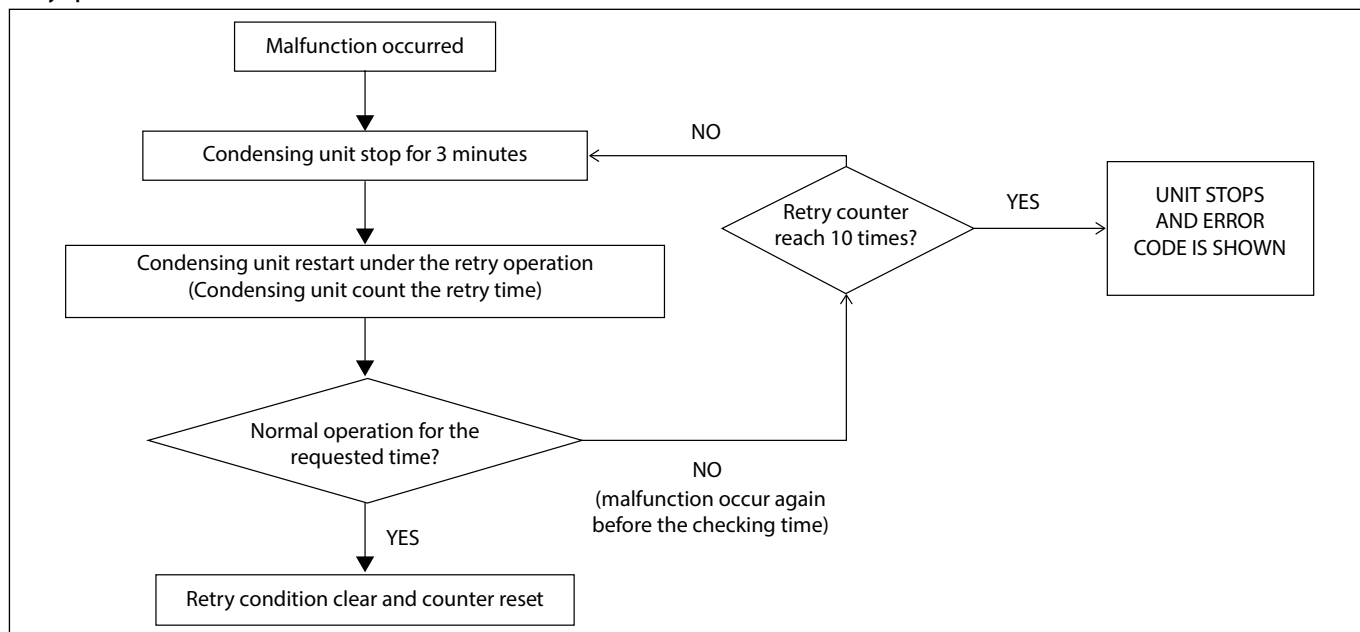 Malfunction occurred
Condensing unit stop for 3 minutes
NO
Retry counter
reach 10 times?
YES
UNIT STOPS
AND ERROR
CODE IS SHOWN
Condensing unit restart under the retry operation
(Condensing unit count the retry time)
Normal operation for the
requested time?
NO
(malfunction occur again
before the checking time)
YES
Retry condition clear and counter reset